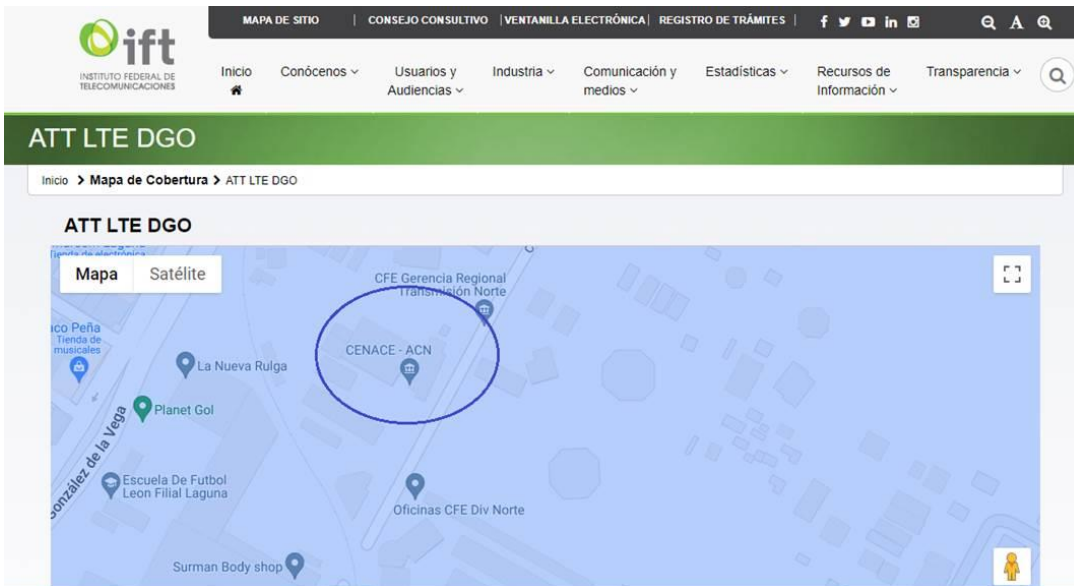 MAPA DE SITIO | CONSEJO CONSULTIVO | VENTANILLA ELECTRÓNICA | REGISTRO DE TRÁMITES |
A
ift
INSTITUTO FEDERAL DE
TELECOMUNICACIONES
Inicio
Conócenos
Usuarios y
Audiencias
Industria
Comunicación y
medios
Estadísticas
Recursos de
Información
Transparencia
ATT LTE DGO
Inicio > Mapa de Cobertura > ATT LTE DGO
ATT LTE DGO
Tienda de electrónica
Mapa
Satélite
CFE Gerencia Regional
Transmisión Norte
Peña
Tienda de
musicales
CENACE - ACN
La Nueva Rulga
Planet Gol
González de la Vega
Escuela De Futbol
Leon Filial Laguna
Oficinas CFE Div Norte
Surman Body shop